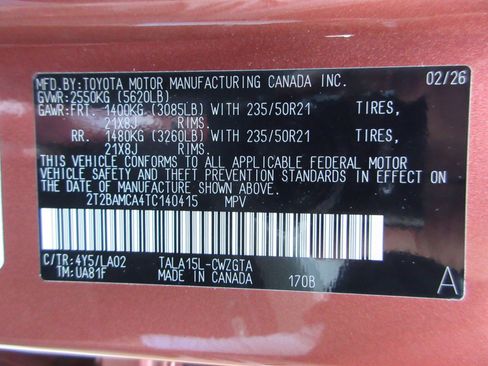 MFD.BY:TOYOTA MOTOR MANUFACTURING CANADA INC. 02/26
GVWR:2550KG (5620LB)
GAWR:FRT. 1400KG (3085LB) WITH 235/50R21 TIRES,
21X8J RIMS.
RR. 1480KG (3260LB) WITH 235/50R21 TIRES,
21X8J RIMS.
THIS VEHICLE CONFORMS TO ALL APPLICABLE FEDERAL MOTOR
VEHICLE SAFETY AND THEFT PREVENTION STANDARDS IN EFFECT
ON THE DATE OF MANUFACTURE SHOWN ABOVE.
2T2BAMCA4TC140415 MPV
C/TR:4Y5/LA02 TALA15L-CWZGTA
TM:UA81F MADE IN CANADA 170B A